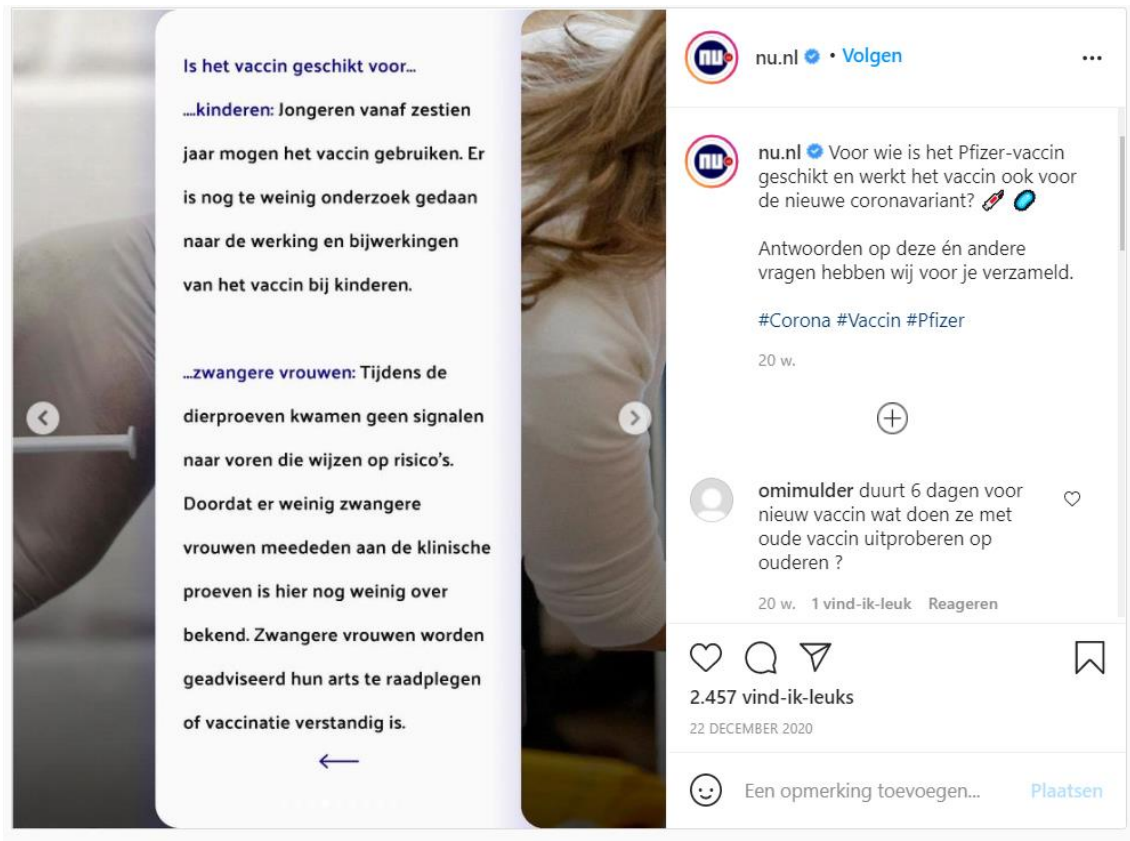 Is het vaccin geschikt voor...
....kinderen: Jongeren vanaf zestien
jaar mogen het vaccin gebruiken. Er
is nog te weinig onderzoek gedaan
naar de werking en bijwerkingen
van het vaccin bij kinderen.
...zwangere vrouwen: Tijdens de
dierproeven kwamen geen signalen
naar voren die wijzen op risico's.
Doordat er weinig zwangere
vrouwen meededen aan de klinische
proeven is hier nog weinig over
bekend. Zwangere vrouwen worden
geadviseerd hun arts te raadplegen
of vaccinatie verstandig is.
nu
nu.nl • Volgen
nu
nu.nl Voor wie is het Pfizer-vaccin
geschikt en werkt het vaccin ook voor
de nieuwe coronavariant?
Antwoorden op deze én andere
vragen hebben wij voor je verzameld.
#Corona #Vaccin #Pfizer
20 w.
omimulder duurt 6 dagen voor
nieuw vaccin wat doen ze met
oude vaccin uitproberen op
ouderen ?
20 w. 1 vind-ik-leuk Reageren
2.457 vind-ik-leuks
22 DECEMBER 2020
Een opmerking toevoegen... Plaatsen